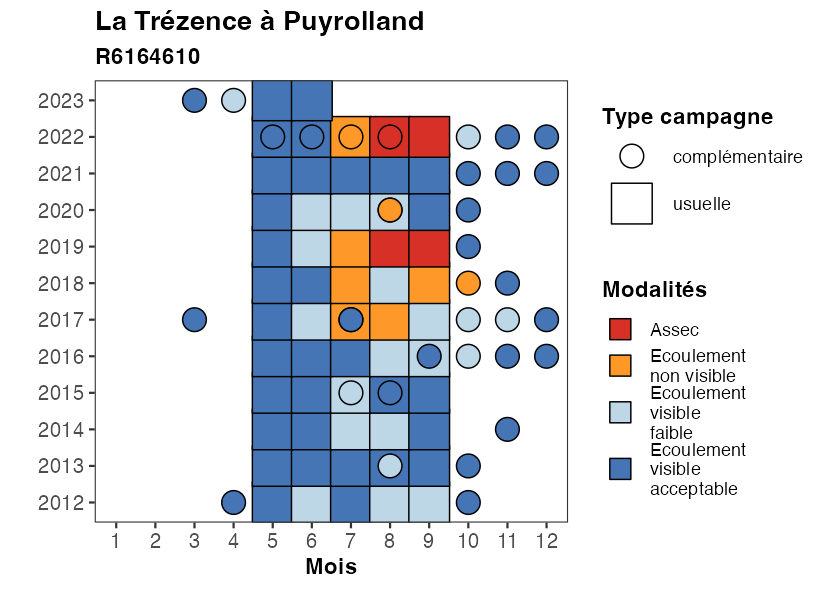 La Trézence à Puyrolland
R6164610
2023
2022
2021
2020
2019
2018
2017
2016
2015
2014
2013
2012
1 2 3 4 5 6 7 8 9 10 11 12
Mois
Type campagne
complémentaire
usuelle
Modalités
Assec
Ecoulement
non visible
Ecoulement
visible
faible
Ecoulement
visible
acceptable